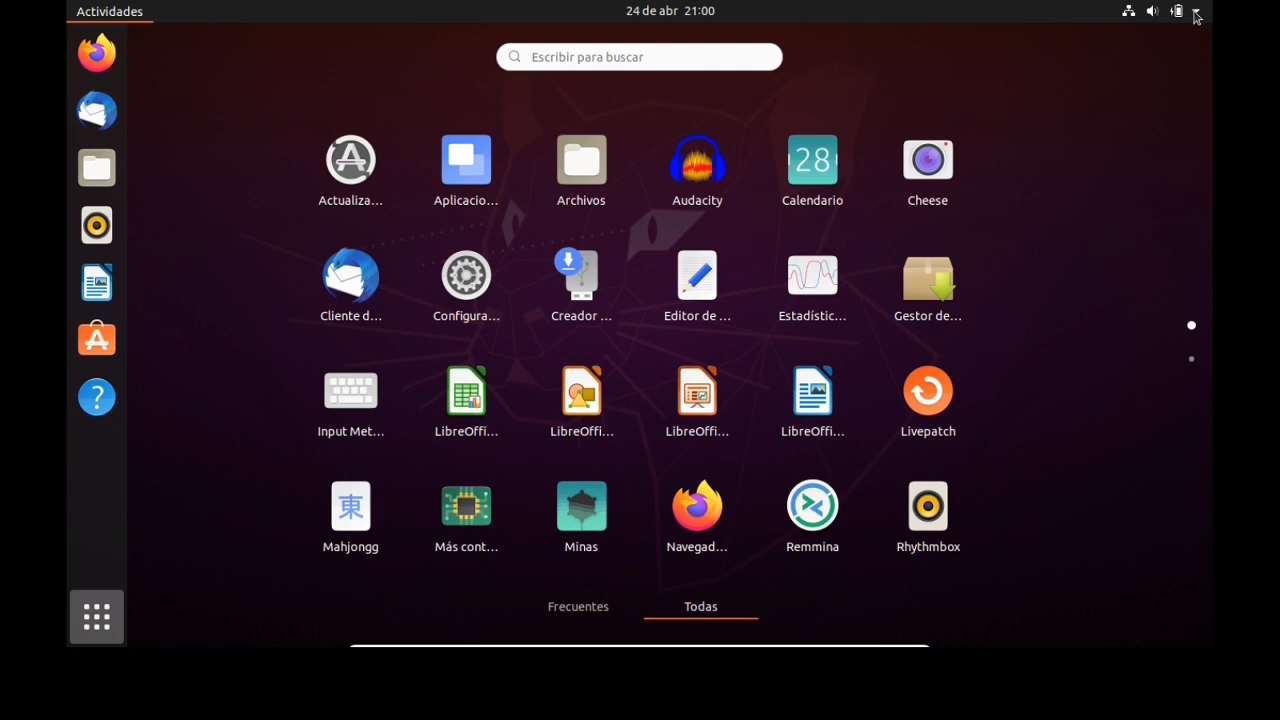 Actividades
24 de abr 21:00
Escribir para buscar
Actualiza...
Aplicacio...
Archivos
Audacity
Calendario
28
Cheese
Cliente d...
Configura...
Creador ...
Editor de ...
Estadístic...
Gestor de...
Input Met...
LibreOffi...
LibreOffi...
LibreOffi...
LibreOffi...
Livepatch
東
Mahjongg
Más cont...
Minas
Navegad...
Remmina
Rhythmbox
Frecuentes
Todas